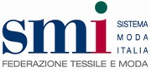 smi
SISTEMA
MODA
ITALIA
FEDERAZIONE TESSILE E MODA